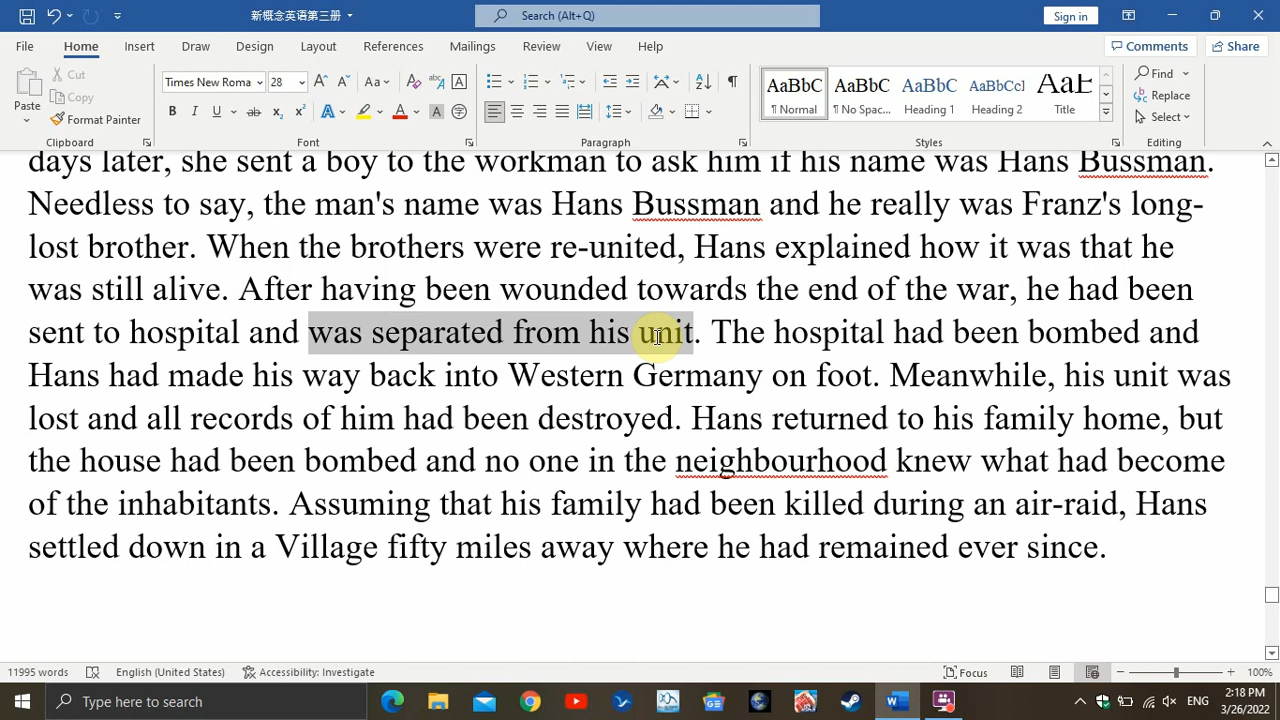 新概念英语第三册
Search (Alt+Q)
Sign in
File Home Insert Draw Design Layout References Mailings Review View Help
Comments Share
Paste
Cut
Copy
Format Painter
Times New Roma 28
AaBbC AaBbC AaBbC AaBbCcI AaE
Normal No Spac... Heading 1 Heading 2 Title
Find
Replace
Select
Clipboard Font Paragraph Styles Editing
days later, she sent a boy to the workman to ask him if his name was Hans Bussman.
Needless to say, the man's name was Hans Bussman and he really was Franz's long-
lost brother. When the brothers were re-united, Hans explained how it was that he
was still alive. After having been wounded towards the end of the war, he had been
sent to hospital and was separated from his unit. The hospital had been bombed and
Hans had made his way back into Western Germany on foot. Meanwhile, his unit was
lost and all records of him had been destroyed. Hans returned to his family home, but
the house had been bombed and no one in the neighbourhood knew what had become
of the inhabitants. Assuming that his family had been killed during an air-raid, Hans
settled down in a Village fifty miles away where he had remained ever since.
11995 words English (United States) Accessibility: Investigate Focus 100%
Type here to search
ENG
2:18 PM
3/26/2022